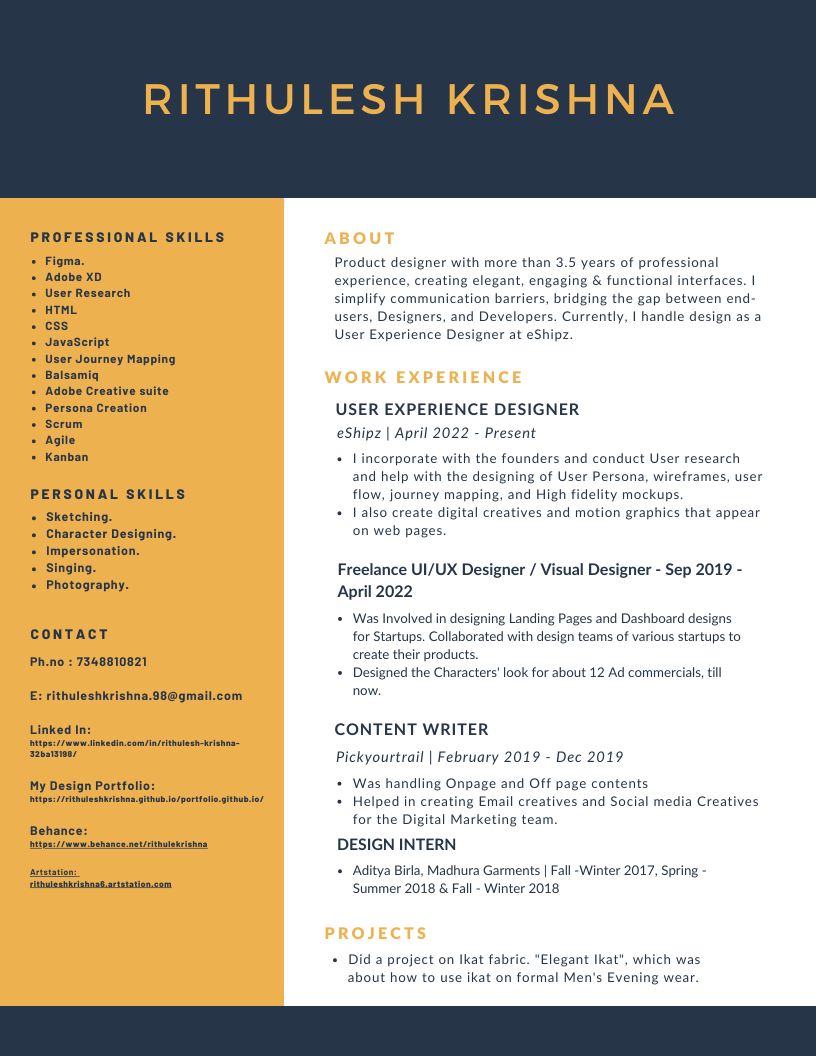 RITHULESH KRISHNA
PROFESSIONAL SKILLS
• Figma.
• Adobe XD
• User Research
• HTML
• CSS
• JavaScript
• User Journey Mapping
• Balsamiq
• Adobe Creative suite
• Persona Creation
• Scrum
• Agile
• Kanban
PERSONAL SKILLS
• Sketching.
• Character Designing.
• Impersonation.
• Singing.
• Photography.
CONTACT
Ph.no : 7348810821
E: rithuleshkrishna.98@gmail.com
Linked In:
https://www.linkedin.com/in/rithulesh-krishna-
32ba13198/
My Design Portfolio:
https://rithuleshkrishna.github.io/portfolio.github.io/
Behance:
https://www.behance.net/rithulekrishna
Artstation:
rithuleshkrishna6.artstation.com
ABOUT
Product designer with more than 3.5 years of professional
experience, creating elegant, engaging & functional interfaces. I
simplify communication barriers, bridging the gap between end-
users, Designers, and Developers. Currently, I handle design as a
User Experience Designer at eShipz.
WORK EXPERIENCE
USER EXPERIENCE DESIGNER
eShipz | April 2022 - Present
• I incorporate with the founders and conduct User research
and help with the designing of User Persona, wireframes, user
flow, journey mapping, and High fidelity mockups.
• I also create digital creatives and motion graphics that appear
on web pages.
Freelance UI/UX Designer / Visual Designer - Sep 2019 -
April 2022
• Was Involved in designing Landing Pages and Dashboard designs
for Startups. Collaborated with design teams of various startups to
create their products.
• Designed the Characters' look for about 12 Ad commercials, till
now.
CONTENT WRITER
Pickyourtrail | February 2019 - Dec 2019
• Was handling Onpage and Off page contents
• Helped in creating Email creatives and Social media Creatives
for the Digital Marketing team.
DESIGN INTERN
• Aditya Birla, Madhura Garments | Fall -Winter 2017, Spring -
Summer 2018 & Fall - Winter 2018
PROJECTS
• Did a project on Ikat fabric. "Elegant Ikat", which was
about how to use ikat on formal Men's Evening wear.